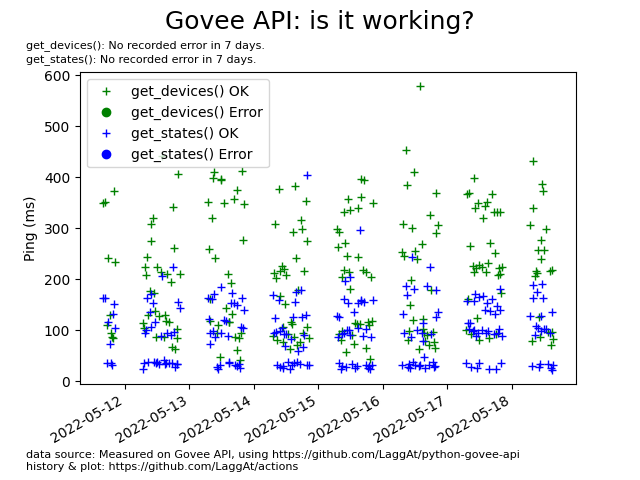 Govee API: is it working?
get_devices(): No recorded error in 7 days.
get_states(): No recorded error in 7 days.
get_devices() OK
get_devices() Error
get_states() OK
get_states() Error
Ping (ms)
600
500
400
300
200
100
0
2022-05-12
2022-05-13
2022-05-14
2022-05-15
2022-05-16
2022-05-17
2022-05-18
data source: Measured on Govee API, using https://github.com/LaggAt/python-govee-api
history & plot: https://github.com/LaggAt/actions